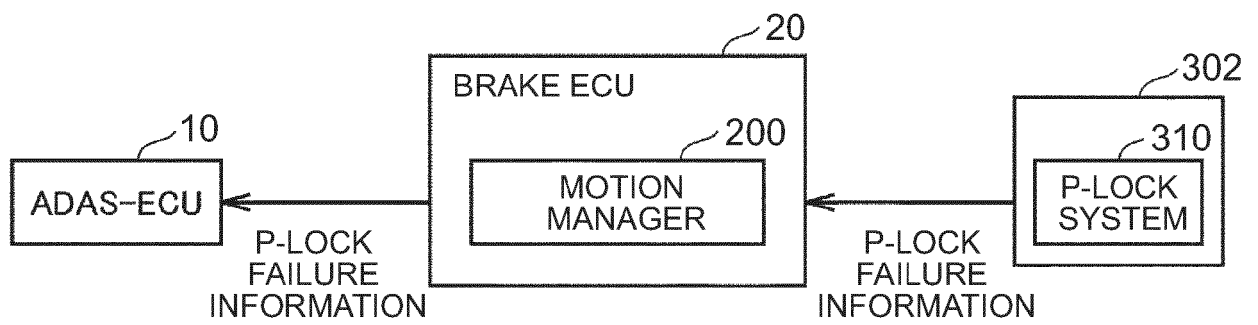 20
BRAKE ECU
302
10
200
310
ADAS-ECU
MOTION
MANAGER
P-LOCK
SYSTEM
P-LOCK
FAILURE
INFORMATION
P-LOCK
FAILURE
INFORMATION